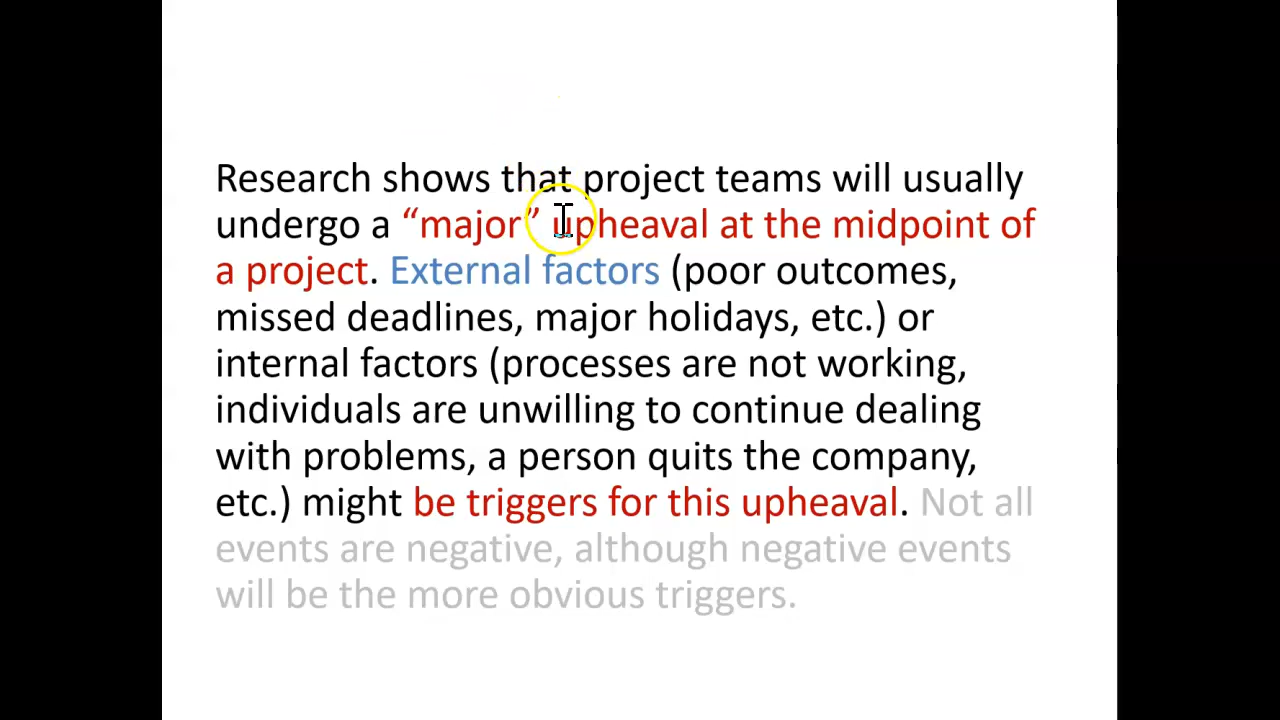 Research shows that project teams will usually
undergo a “major” upheaval at the midpoint of
a project. External factors (poor outcomes,
missed deadlines, major holidays, etc.) or
internal factors (processes are not working,
individuals are unwilling to continue dealing
with problems, a person quits the company,
etc.) might be triggers for this upheaval. Not all
events are negative, although negative events
will be the more obvious triggers.